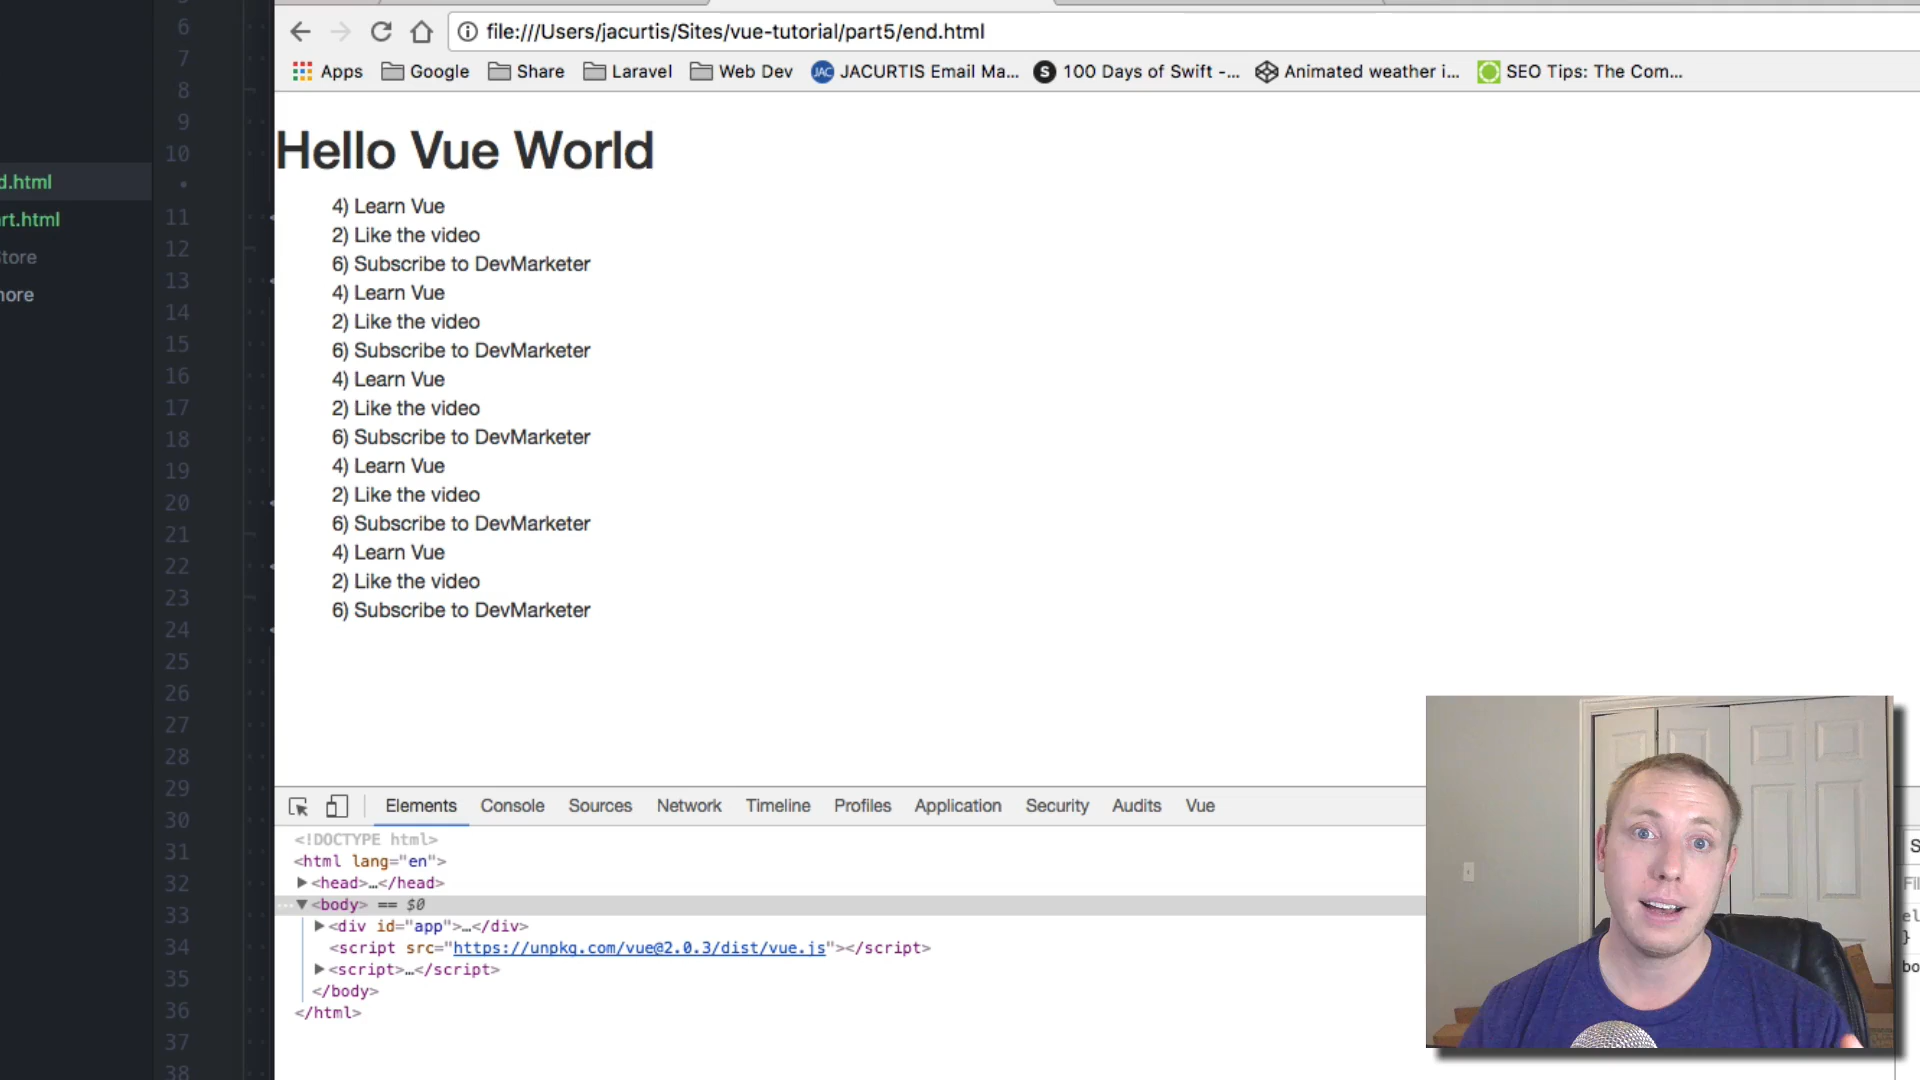 file:///Users/jacurtis/Sites/vue-tutorial/part5/end.html
Apps Google Share Laravel Web Dev JAC JACURTIS Email Ma... S 100 Days of Swift -... Animated weather i... SEO Tips: The Com...
Hello Vue World
4) Learn Vue
2) Like the video
6) Subscribe to DevMarketer
4) Learn Vue
2) Like the video
6) Subscribe to DevMarketer
4) Learn Vue
2) Like the video
6) Subscribe to DevMarketer
4) Learn Vue
2) Like the video
6) Subscribe to DevMarketer
4) Learn Vue
2) Like the video
6) Subscribe to DevMarketer
6
7
8
9
10
d.html
rt.html
11
tore
12
13
nore
14
15
16
17
18
19
20
21
22
23
24
25
26
27
28
29
30
31
32
33
34
35
36
37
38
Elements Console Sources Network Timeline Profiles Application Security Audits Vue
<!DOCTYPE html>
<html lang="en">
<head>…</head>
<body> == $0
<div id="app">…</div>
<script src="https://unpkg.com/vue@2.0.3/dist/vue.js"></script>
<script>…</script>
</body>
</html>
S
Fil
el
}
bo